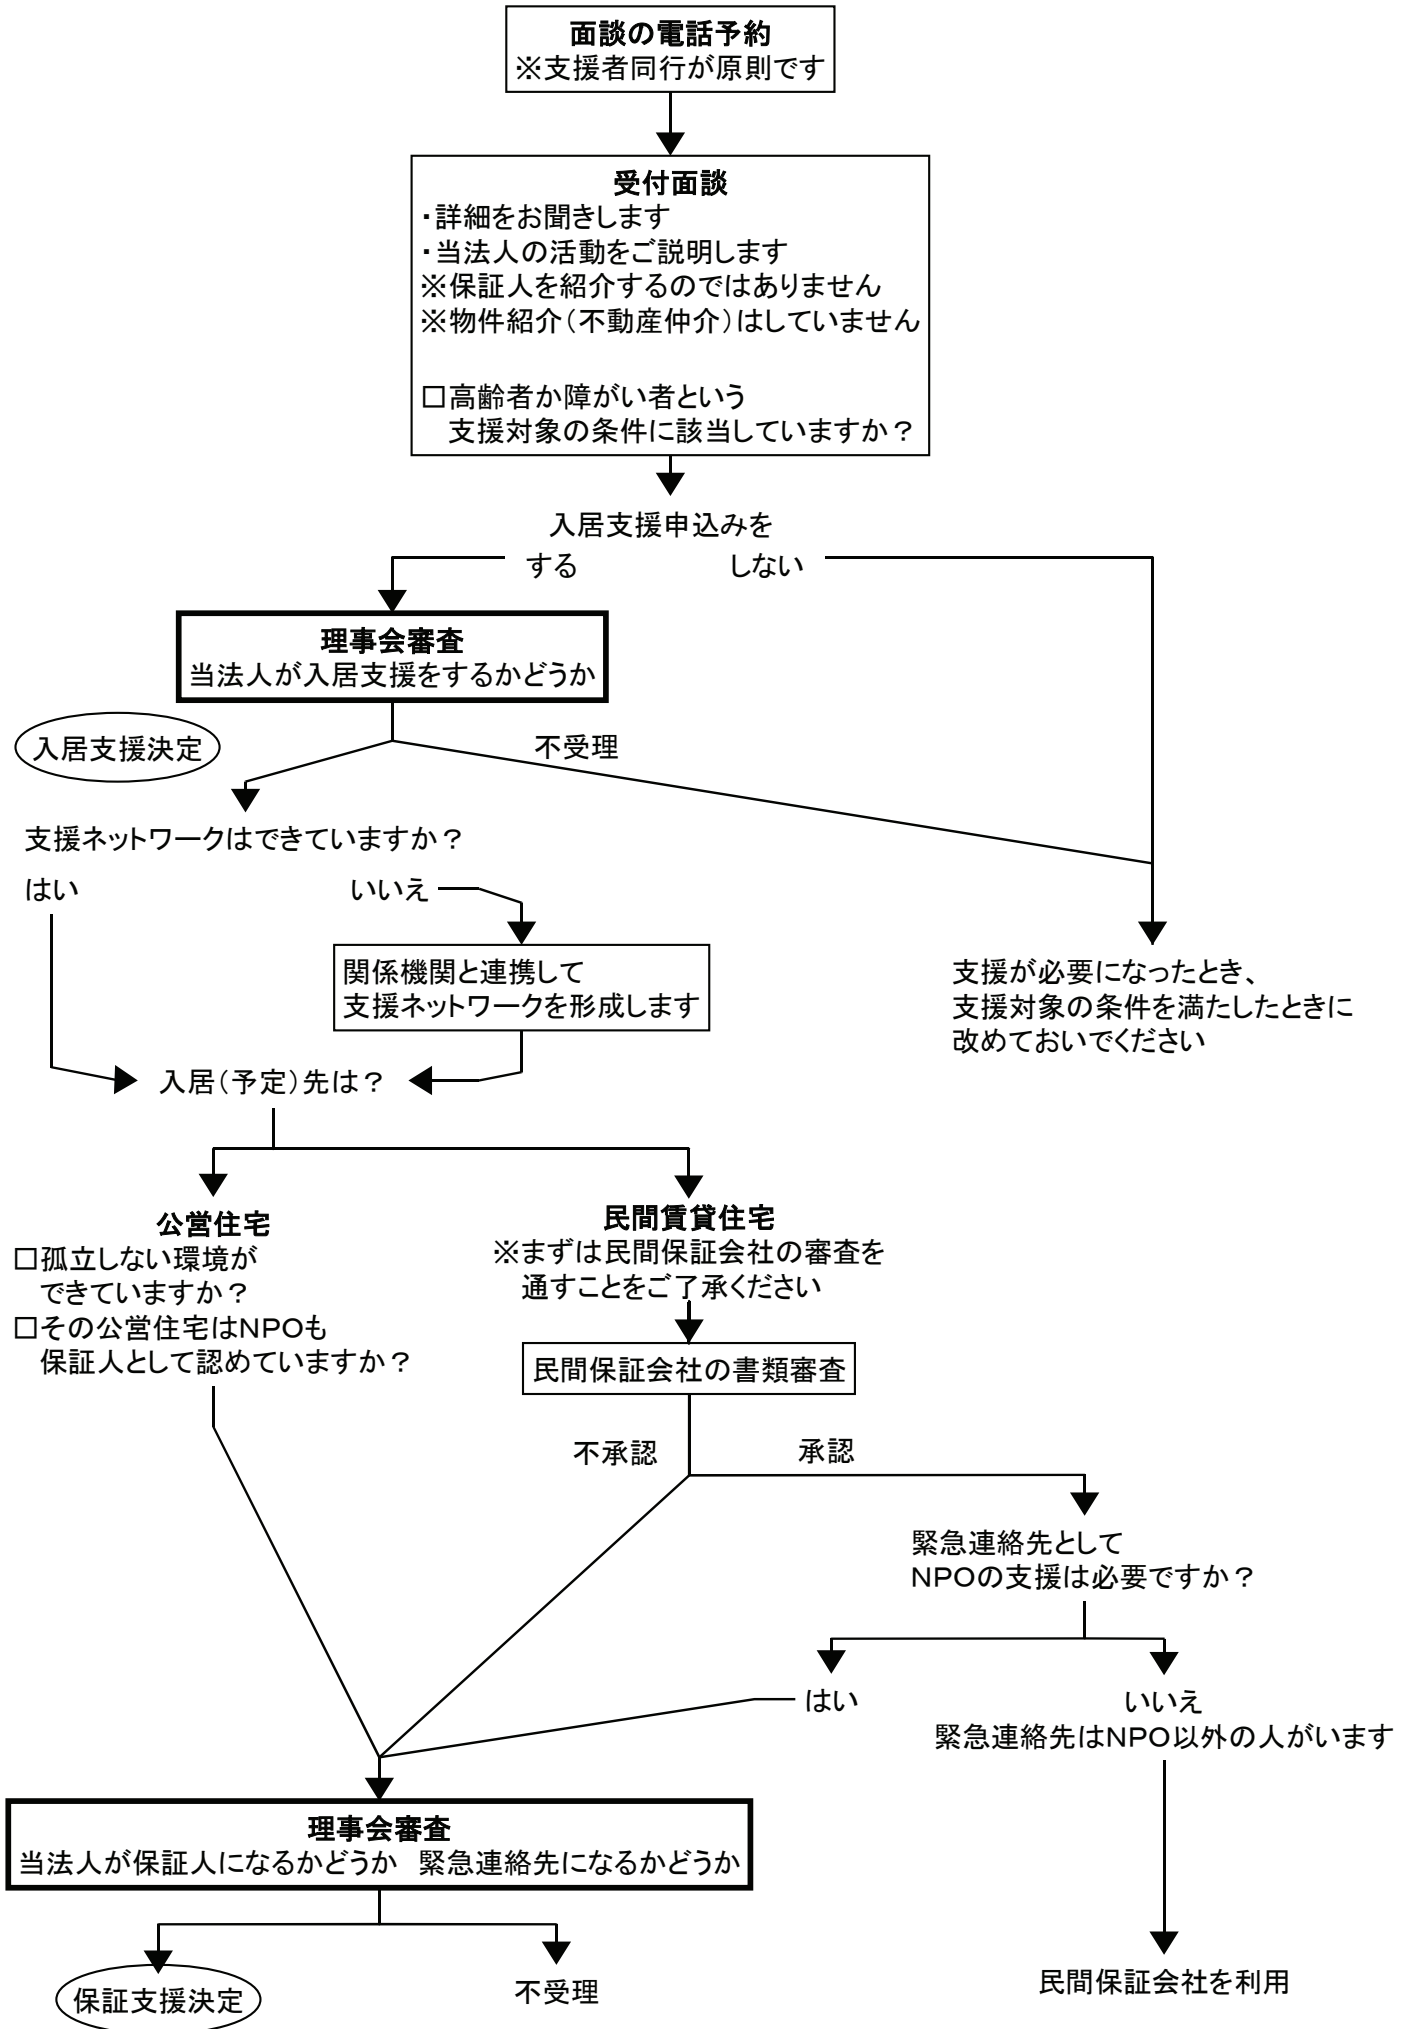 面談の電話予約
※支援者同行が原則です
受付面談
・詳細をお聞きします
・当法人の活動をご説明します
※保証人を紹介するのではありません
※物件紹介（不動産仲介）はしていません
□高齢者か障がい者という
支援対象の条件に該当していますか？
入居支援申込みを
する しない
理事会審査
当法人が入居支援をするかどうか
入居支援決定
不受理
支援ネットワークはできていますか？
はい いいえ
関係機関と連携して
支援ネットワークを形成します
支援が必要になったとき、
支援対象の条件を満たしたときに
改めておいでください
入居（予定）先は？
公営住宅
□孤立しない環境が
できていますか？
□その公営住宅はNPOも
保証人として認めていますか？
民間賃貸住宅
※まずは民間保証会社の審査を
通すことをご了承ください
民間保証会社の書類審査
不承認 承認
緊急連絡先として
NPOの支援は必要ですか？
はい いいえ
緊急連絡先はNPO以外の人がいます
理事会審査
当法人が保証人になるかどうか 緊急連絡先になるかどうか
保証支援決定
不受理
民間保証会社を利用